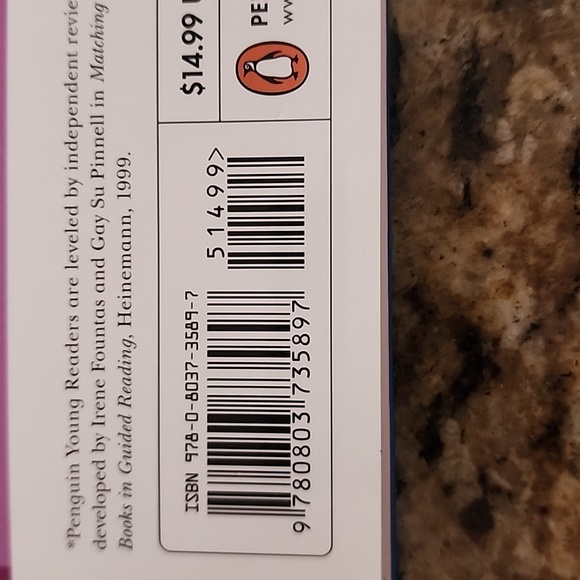 *Penguin Young Readers are leveled by independent revie
developed by Irene Fountas and Gay Su Pinnell in Matching
Books in Guided Reading, Heinemann, 1999.
$14.99 U
PE
ISBN 978-0-8037-3589-7
51499>
9 780803 735897